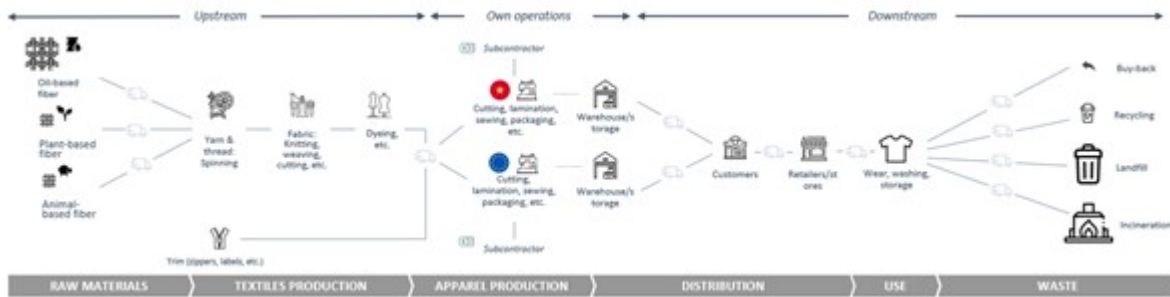 Upstream
Own operations
Downstream
Subcontractor
Oil-based
fiber
Plant-based
fiber
Animal-
based fiber
Yarn &
thread:
Spinning
Fabric:
Knitting,
weaving,
cutting, etc.
Dyeing,
etc.
Trim (zippers, labels, etc.)
Cutting, lamination,
sewing, packaging,
etc.
Warehouse/s
torage
Cutting,
lamination, sewing,
packaging, etc.
Warehouse/s
torage
Subcontractor
Customers
Retailers/st
ores
Wear, washing,
storage
Buy-back
Recycling
Landfill
Incineration
RAW MATERIALS
TEXTILES PRODUCTION
APPAREL PRODUCTION
DISTRIBUTION
USE
WASTE